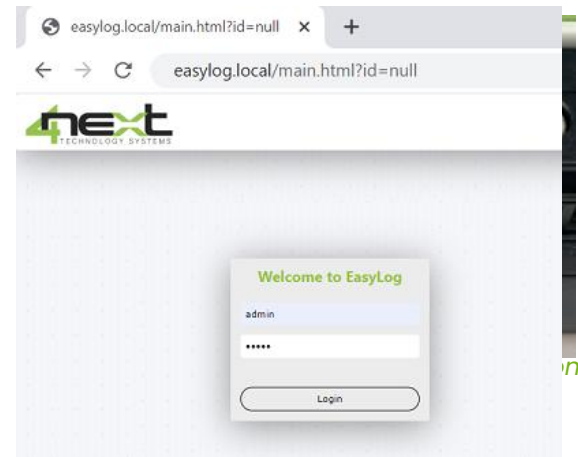 easylog.local/main.html?id=null
easylog.local/main.html?id=null
4next
TECHNOLOGY SYSTEMS
Welcome to EasyLog
admin
•••••
Login